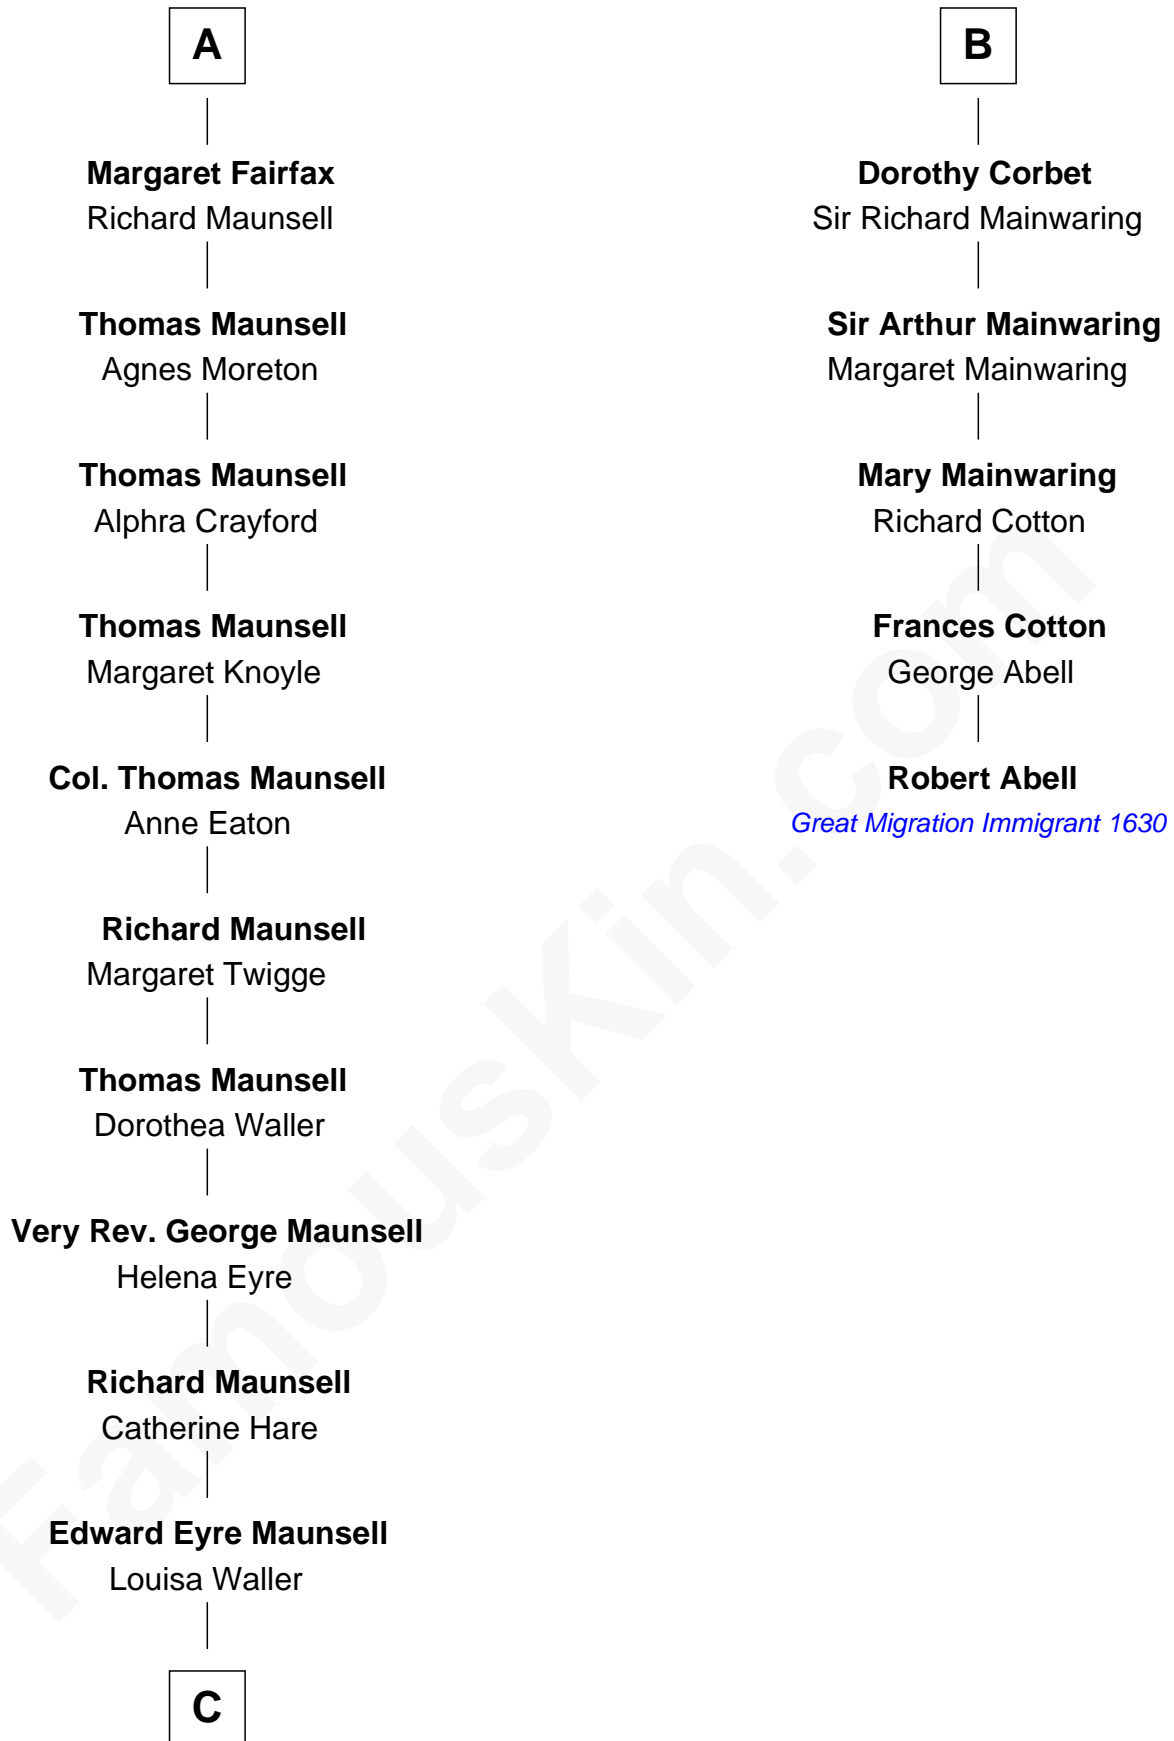 A
Margaret Fairfax
Richard Maunsell
Thomas Maunsell
Agnes Moreton
Thomas Maunsell
Alphra Crayford
Thomas Maunsell
Margaret Knoyle
Col. Thomas Maunsell
Anne Eaton
Richard Maunsell
Margaret Twigge
Thomas Maunsell
Dorothea Waller
Very Rev. George Maunsell
Helena Eyre
Richard Maunsell
Catherine Hare
Edward Eyre Maunsell
Louisa Waller
C
B
Dorothy Corbet
Sir Richard Mainwaring
Sir Arthur Mainwaring
Margaret Mainwaring
Mary Mainwaring
Richard Cotton
Frances Cotton
George Abell
Robert Abell
Great Migration Immigrant 1630
FamousKin.com